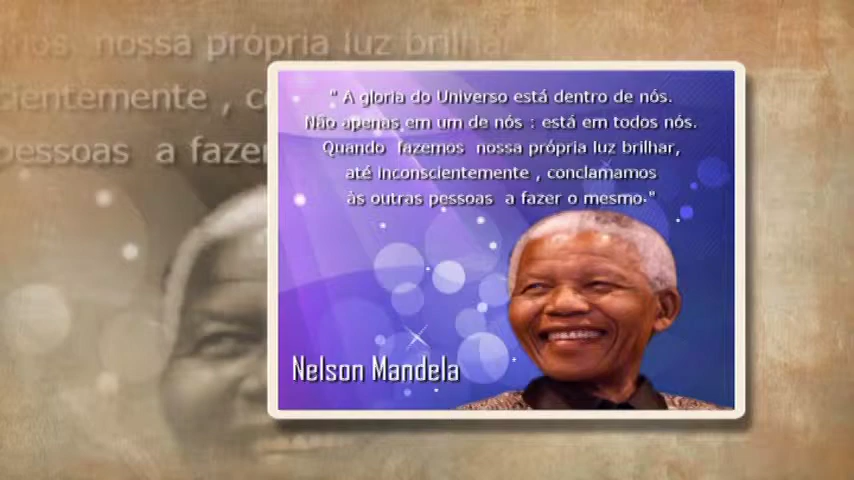 nossa própria luz brilha
cientemente , c
pessoas a fazer
" A gloria do Universo está dentro de nós.
Não apenas em um de nós : está em todos nós.
Quando fazemos nossa própria luz brilhar,
até inconscientemente , conclamamos
às outras pessoas a fazer o mesmo."
Nelson Mandela